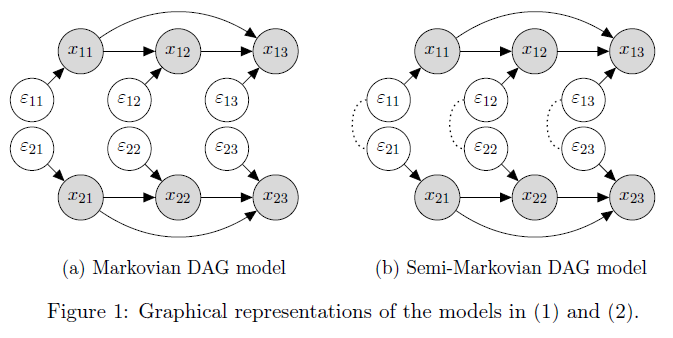 x11 x12 x13 x11 x12 x13
ε11 ε12 ε13 ε11 ε12 ε13
ε21 ε22 ε23 ε21 ε22 ε23
x21 x22 x23 x21 x22 x23
(a) Markovian DAG model (b) Semi-Markovian DAG model
Figure 1: Graphical representations of the models in (1) and (2).